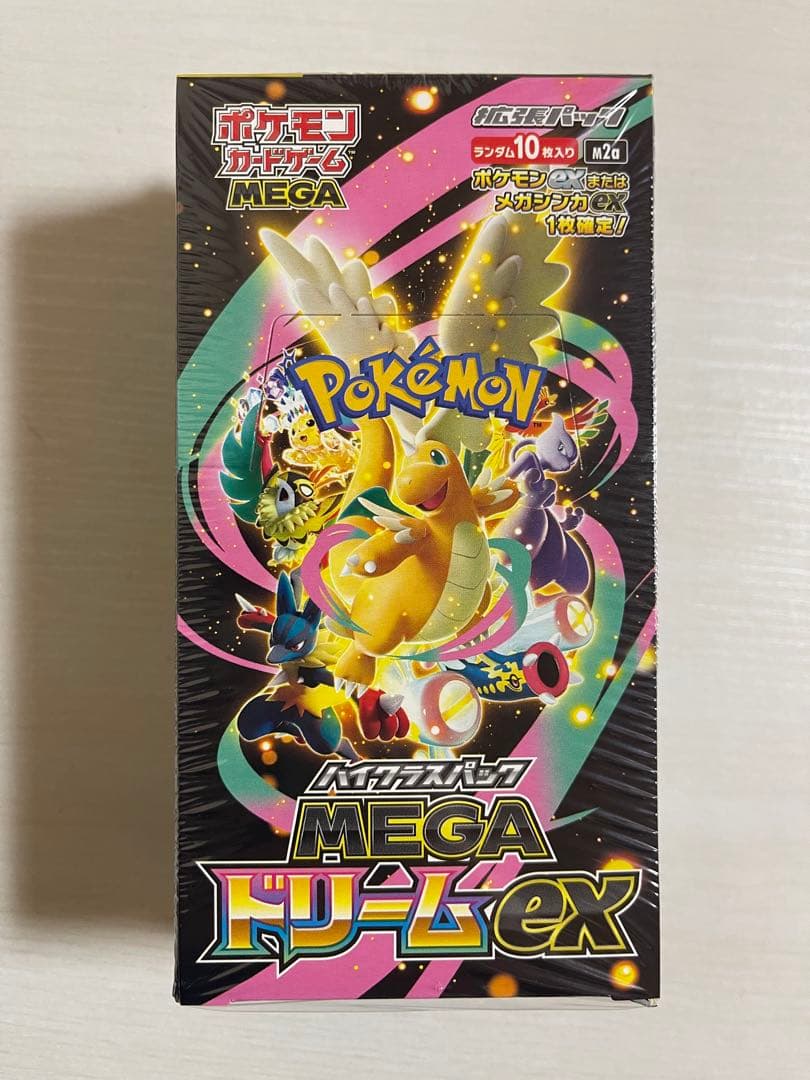 ポケモン
カードゲーム™
MEGA
拡張パック
ランダム10枚入り M2a
ポケモンexまたは
メガシンカex
1枚確定!
POKÉMON™
ハイクラスパック
MEGA
ドリームex